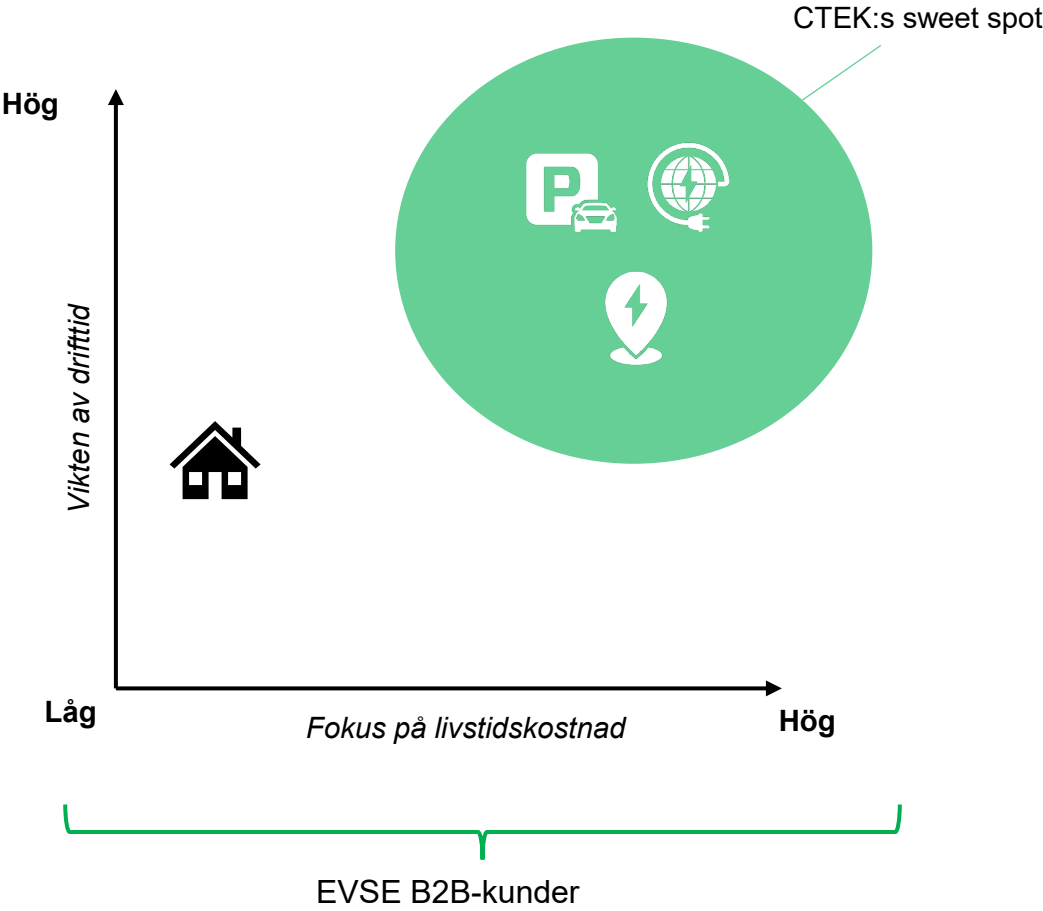 CTEK:s sweet spot
Hög
P
Vikten av drifttid
Låg
Fokus på livstidskostnad
Hög
EVSE B2B-kunder